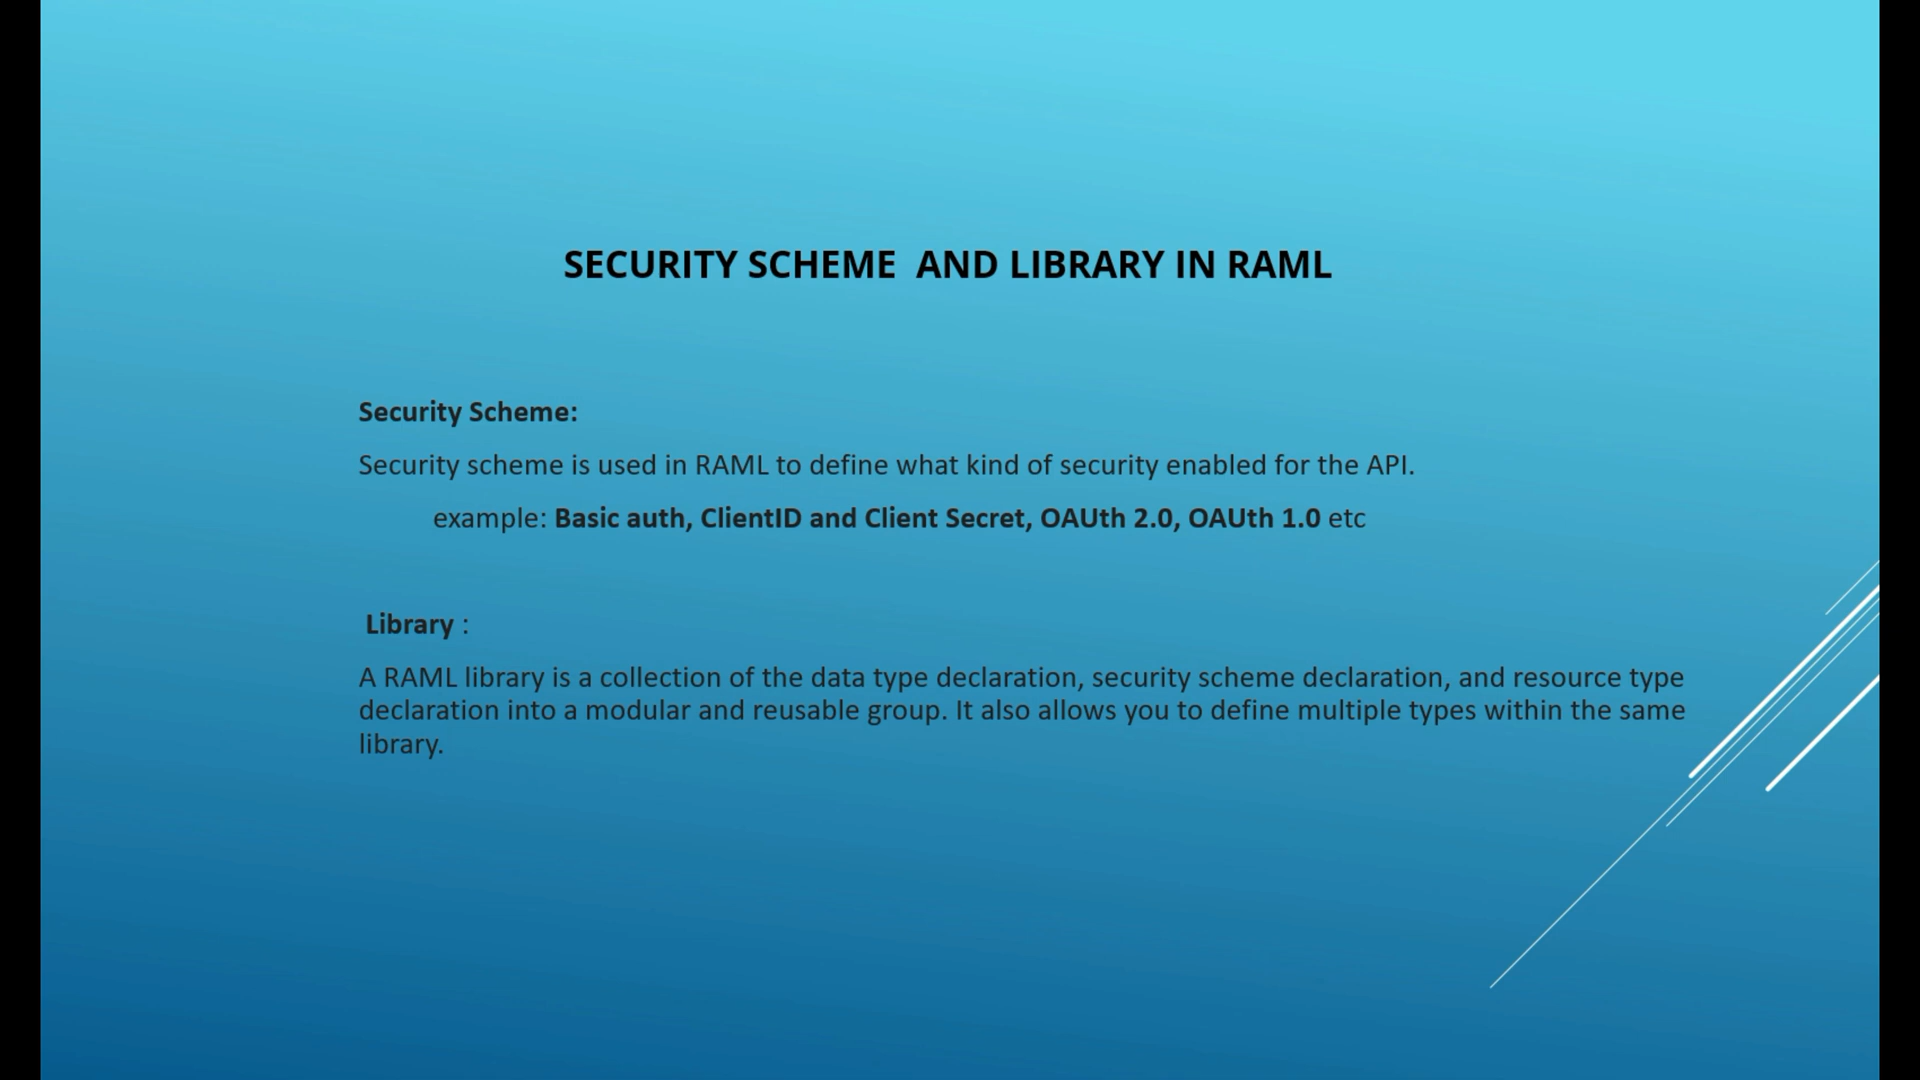 SECURITY SCHEME  AND LIBRARY IN RAML
Security Scheme:
Security scheme is used in RAML to define what kind of security enabled for the API.
example: Basic auth, ClientID and Client Secret, OAUth 2.0, OAUth 1.0 etc
Library :
A RAML library is a collection of the data type declaration, security scheme declaration, and resource type
declaration into a modular and reusable group. It also allows you to define multiple types within the same
library.